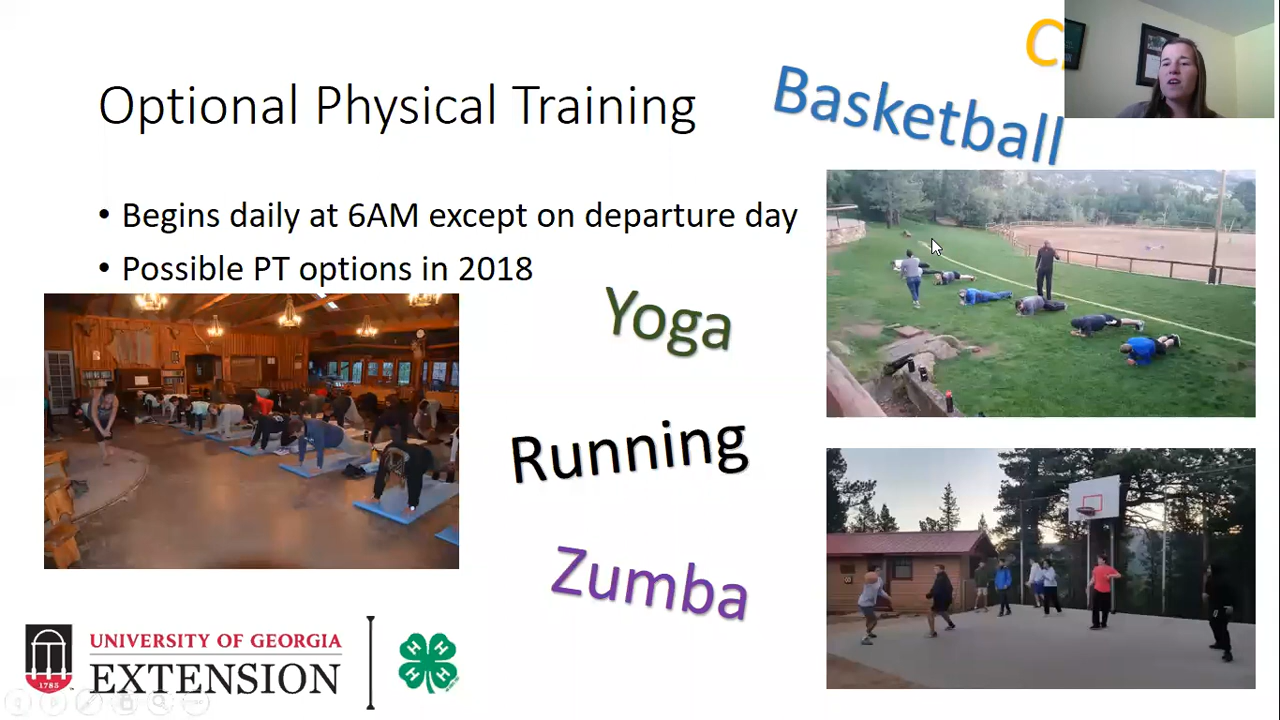 C
Basketball
Optional Physical Training
• Begins daily at 6AM except on departure day
• Possible PT options in 2018
Yoga
Running
Zumba
UNIVERSITY OF GEORGIA
EXTENSION
1785
H H
H H